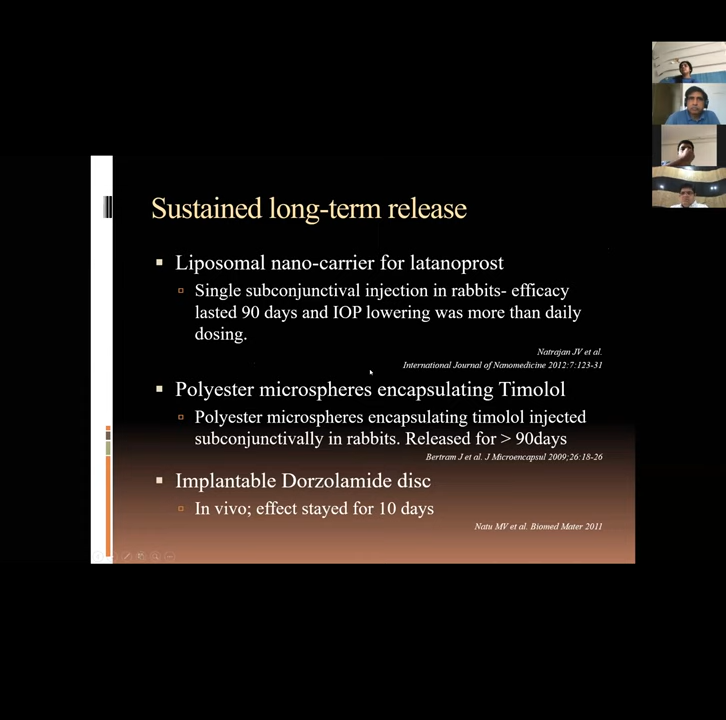 Sustained long-term release
Liposomal nano-carrier for latanoprost
Single subconjunctival injection in rabbits- efficacy
lasted 90 days and IOP lowering was more than daily
dosing.
Natrajan JV et al.
International Journal of Nanomedicine 2012:7:123-31
Polyester microspheres encapsulating Timolol
Polyester microspheres encapsulating timolol injected
subconjunctivally in rabbits. Released for > 90days
Bertram J et al. J Microencapsul 2009;26:18-26
Implantable Dorzolamide disc
In vivo; effect stayed for 10 days
Natu MV et al. Biomed Mater 2011